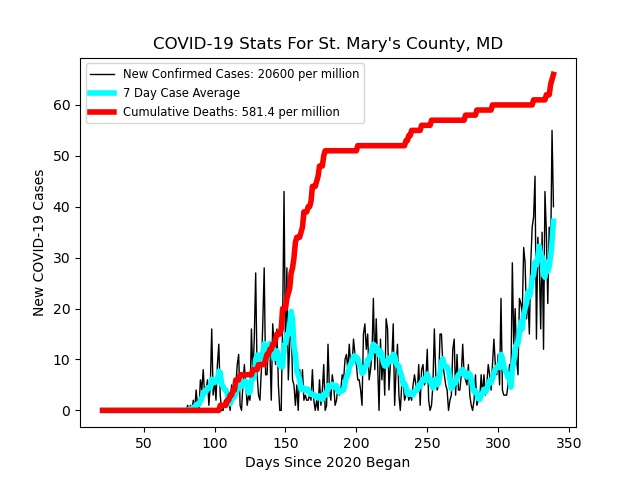 COVID-19 Stats For St. Mary's County, MD
New Confirmed Cases: 20600 per million
7 Day Case Average
Cumulative Deaths: 581.4 per million
New COVID-19 Cases
60
50
40
30
20
10
0
50 100 150 200 250 300 350
Days Since 2020 Began